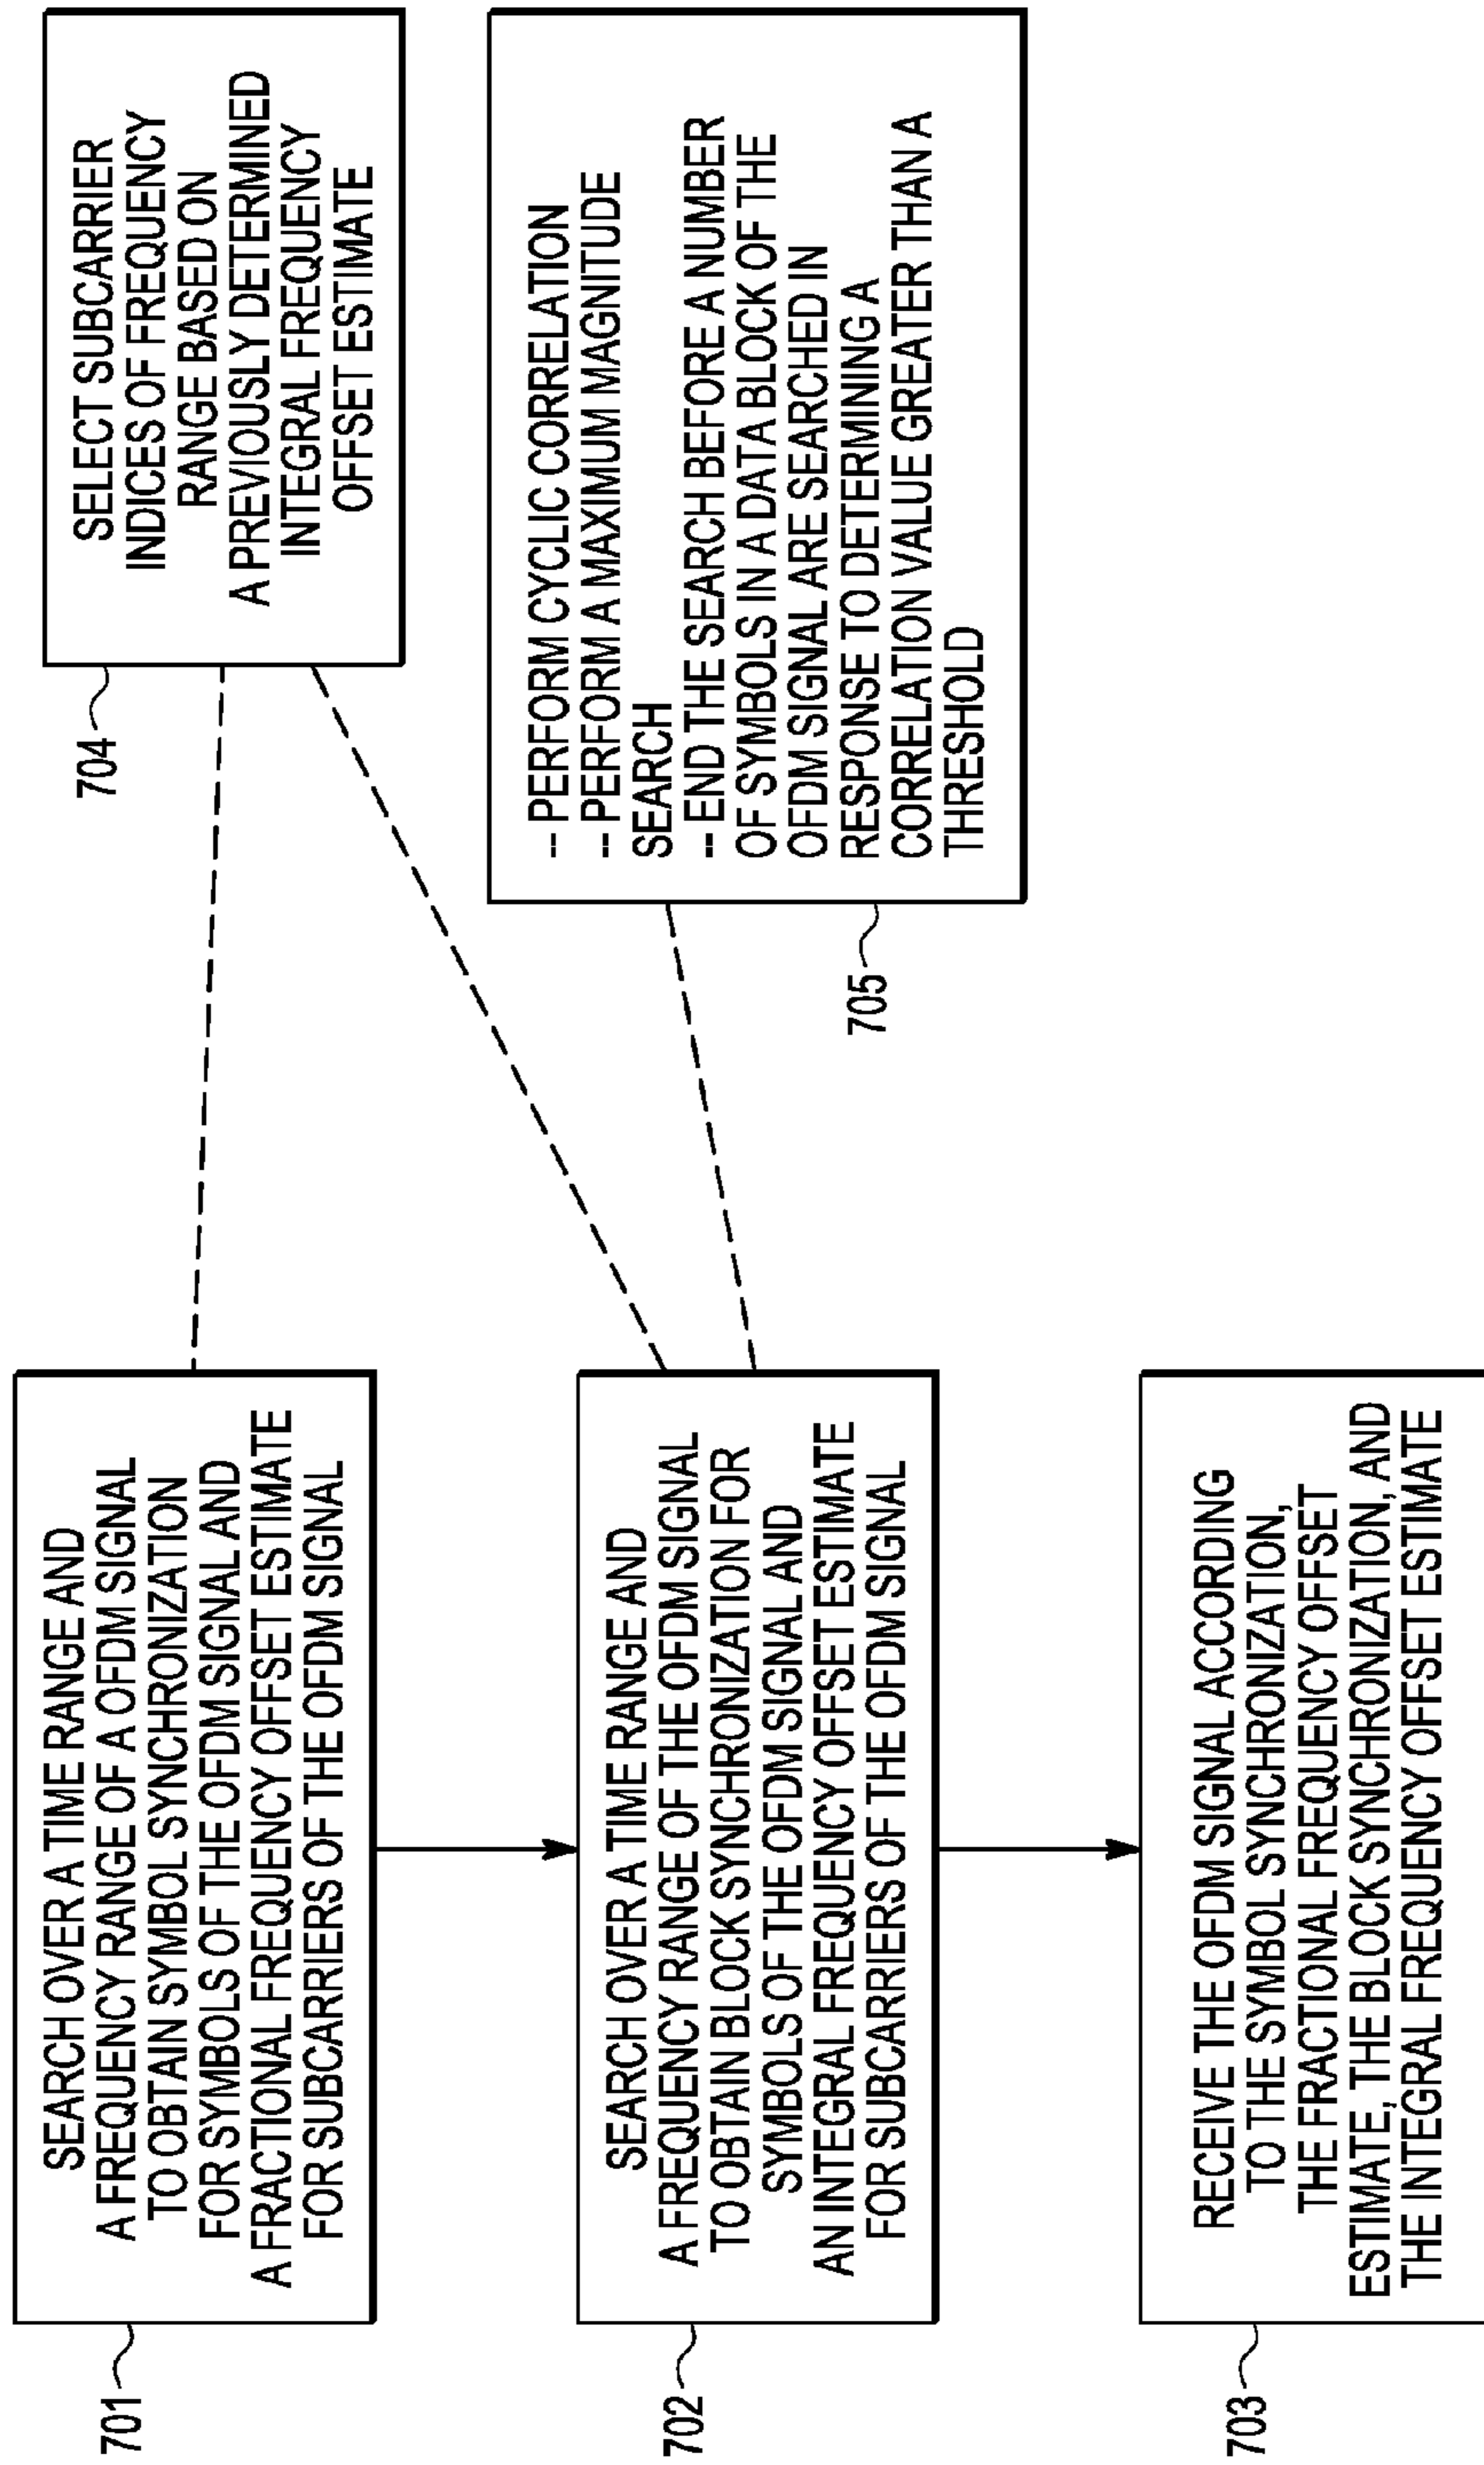 701
SEARCH OVER A TIME RANGE AND
A FREQUENCY RANGE OF A OFDM SIGNAL
TO OBTAIN SYMBOL SYNCHRONIZATION
FOR SYMBOLS OF THE OFDM SIGNAL AND
A FRACTIONAL FREQUENCY OFFSET ESTIMATE
FOR SUBCARRIERS OF THE OFDM SIGNAL
704
SELECT SUBCARRIER
INDICES OF FREQUENCY
RANGE BASED ON
A PREVIOUSLY DETERMINED
INTEGRAL FREQUENCY
OFFSET ESTIMATE
702
SEARCH OVER A TIME RANGE AND
A FREQUENCY RANGE OF THE OFDM SIGNAL
TO OBTAIN BLOCK SYNCHRONIZATION FOR
SYMBOLS OF THE OFDM SIGNAL AND
AN INTEGRAL FREQUENCY OFFSET ESTIMATE
FOR SUBCARRIERS OF THE OFDM SIGNAL
705
-- PERFORM CYCLIC CORRELATION
-- PERFORM A MAXIMUM MAGNITUDE
SEARCH
-- END THE SEARCH BEFORE A NUMBER
OF SYMBOLS IN A DATA BLOCK OF THE
OFDM SIGNAL ARE SEARCHED IN
RESPONSE TO DETERMINING A
CORRELATION VALUE GREATER THAN A
THRESHOLD
703
RECEIVE THE OFDM SIGNAL ACCORDING
TO THE SYMBOL SYNCHRONIZATION,
THE FRACTIONAL FREQUENCY OFFSET
ESTIMATE, THE BLOCK SYNCHRONIZATION, AND
THE INTEGRAL FREQUENCY OFFSET ESTIMATE